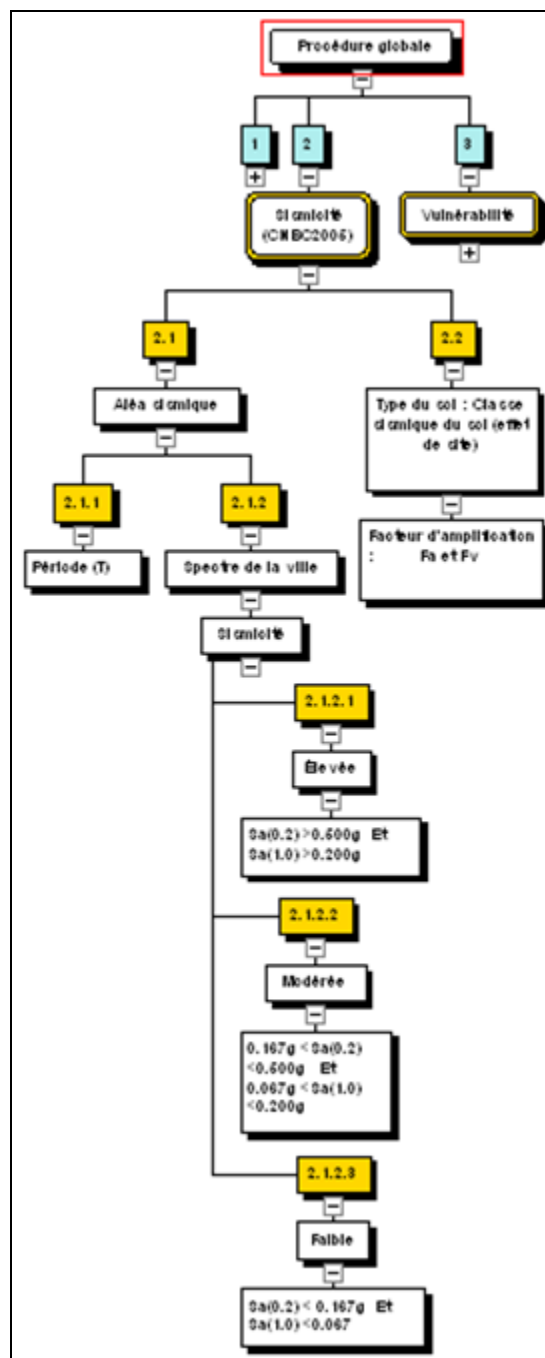 Procédure globale
1
2
3
Sismicité
(CNBC2005)
Vulnérabilité
2.1
2.2
Aléa sismique
Type du sol : Classe
sismique du sol (effet
de site)
2.1.1
2.1.2
Facteur d'amplification
: Fa et Fv
Période (T)
Spectre de la ville
Sismicité
2.1.2.1
Élevée
Sa(0.2)>0.500g Et
Sa(1.0)>0.200g
2.1.2.2
Modérée
0.167g<Sa(0.2)
<0.500g Et
0.067g<Sa(1.0)
<0.200g
2.1.2.3
Faible
Sa(0.2)< 0.167g Et
Sa(1.0)<0.067